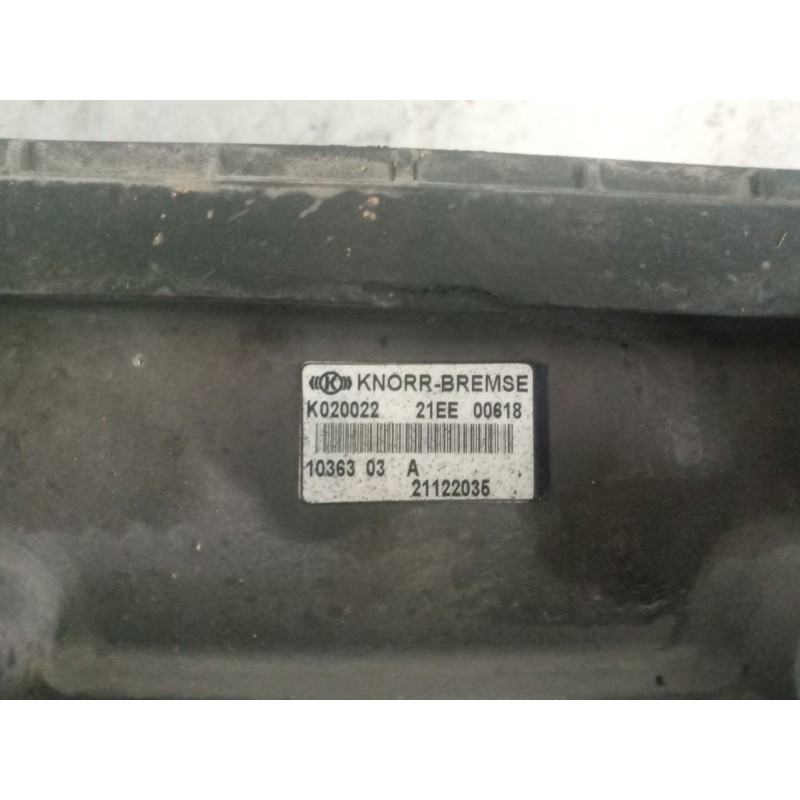 K KNORR-BREMSE
K020022 21EE 00618
10363 03 A
21122035